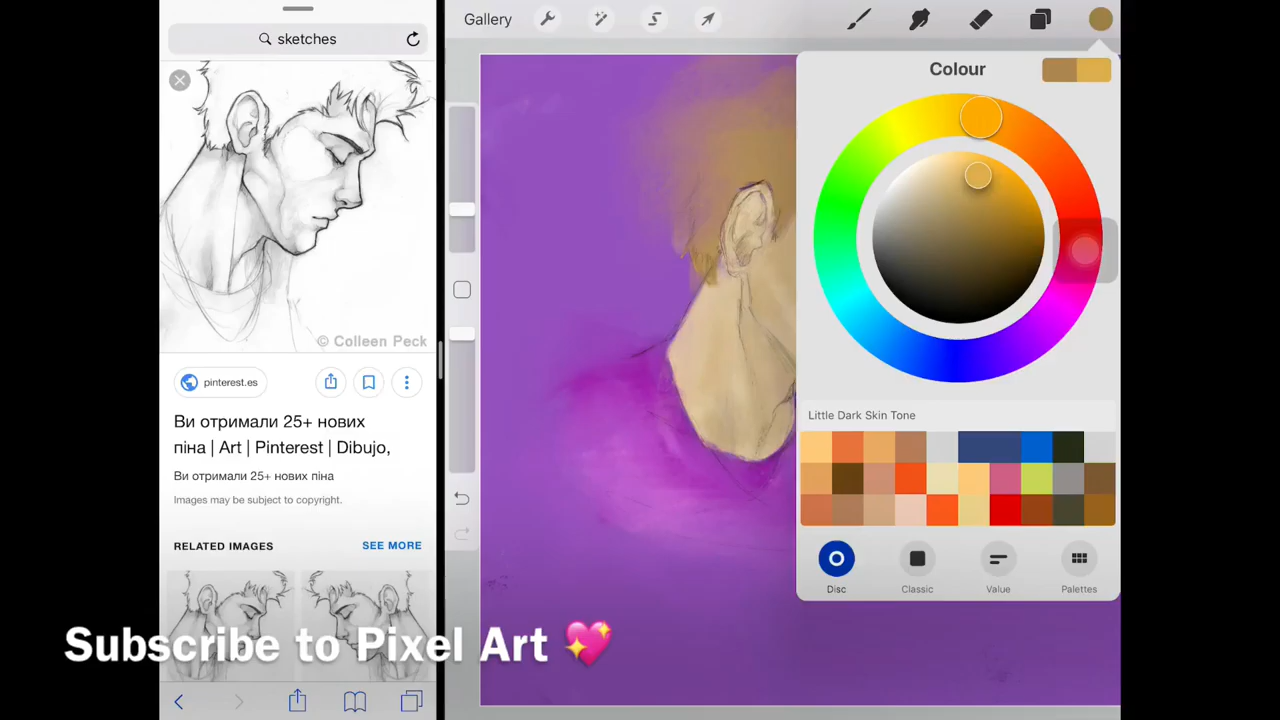 sketches
© Colleen Peck
pinterest.es
Ви отримали 25+ нових
піна | Art | Pinterest | Dibujo,
Ви отримали 25+ нових піна
Images may be subject to copyright.
RELATED IMAGES
SEE MORE
Gallery
Colour
Little Dark Skin Tone
Disc
Classic
Value
Palettes
Subscribe to Pixel Art 💖